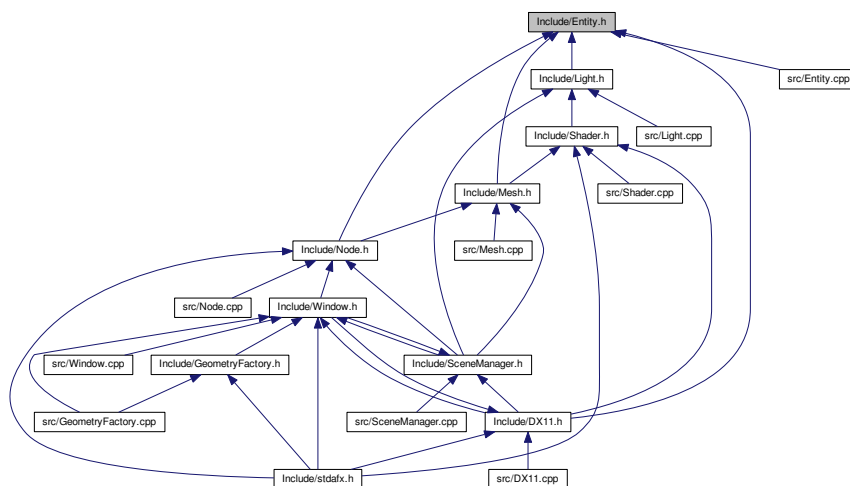 Include/Entity.h
Include/Light.h
src/Entity.cpp
Include/Shader.h
src/Light.cpp
Include/Mesh.h
src/Shader.cpp
Include/Node.h
src/Mesh.cpp
src/Node.cpp
Include/Window.h
src/Window.cpp
Include/GeometryFactory.h
Include/SceneManager.h
src/GeometryFactory.cpp
src/SceneManager.cpp
Include/DX11.h
Include/stdafx.h
src/DX11.cpp